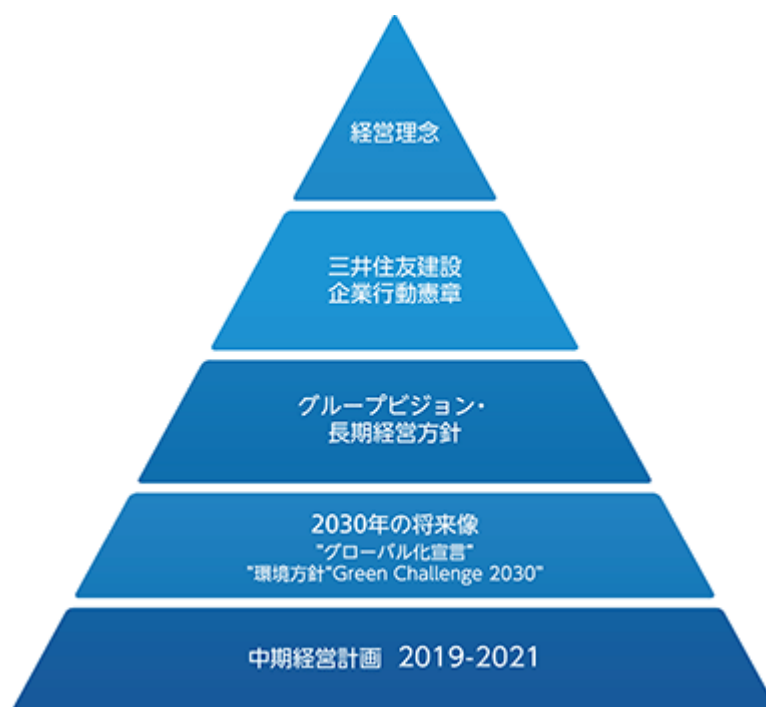 経営理念
三井住友建設
企業行動憲章
グループビジョン・
長期経営方針
2030年の将来像
"グローバル化宣言"
"環境方針"Green Challenge 2030"
中期経営計画 2019-2021